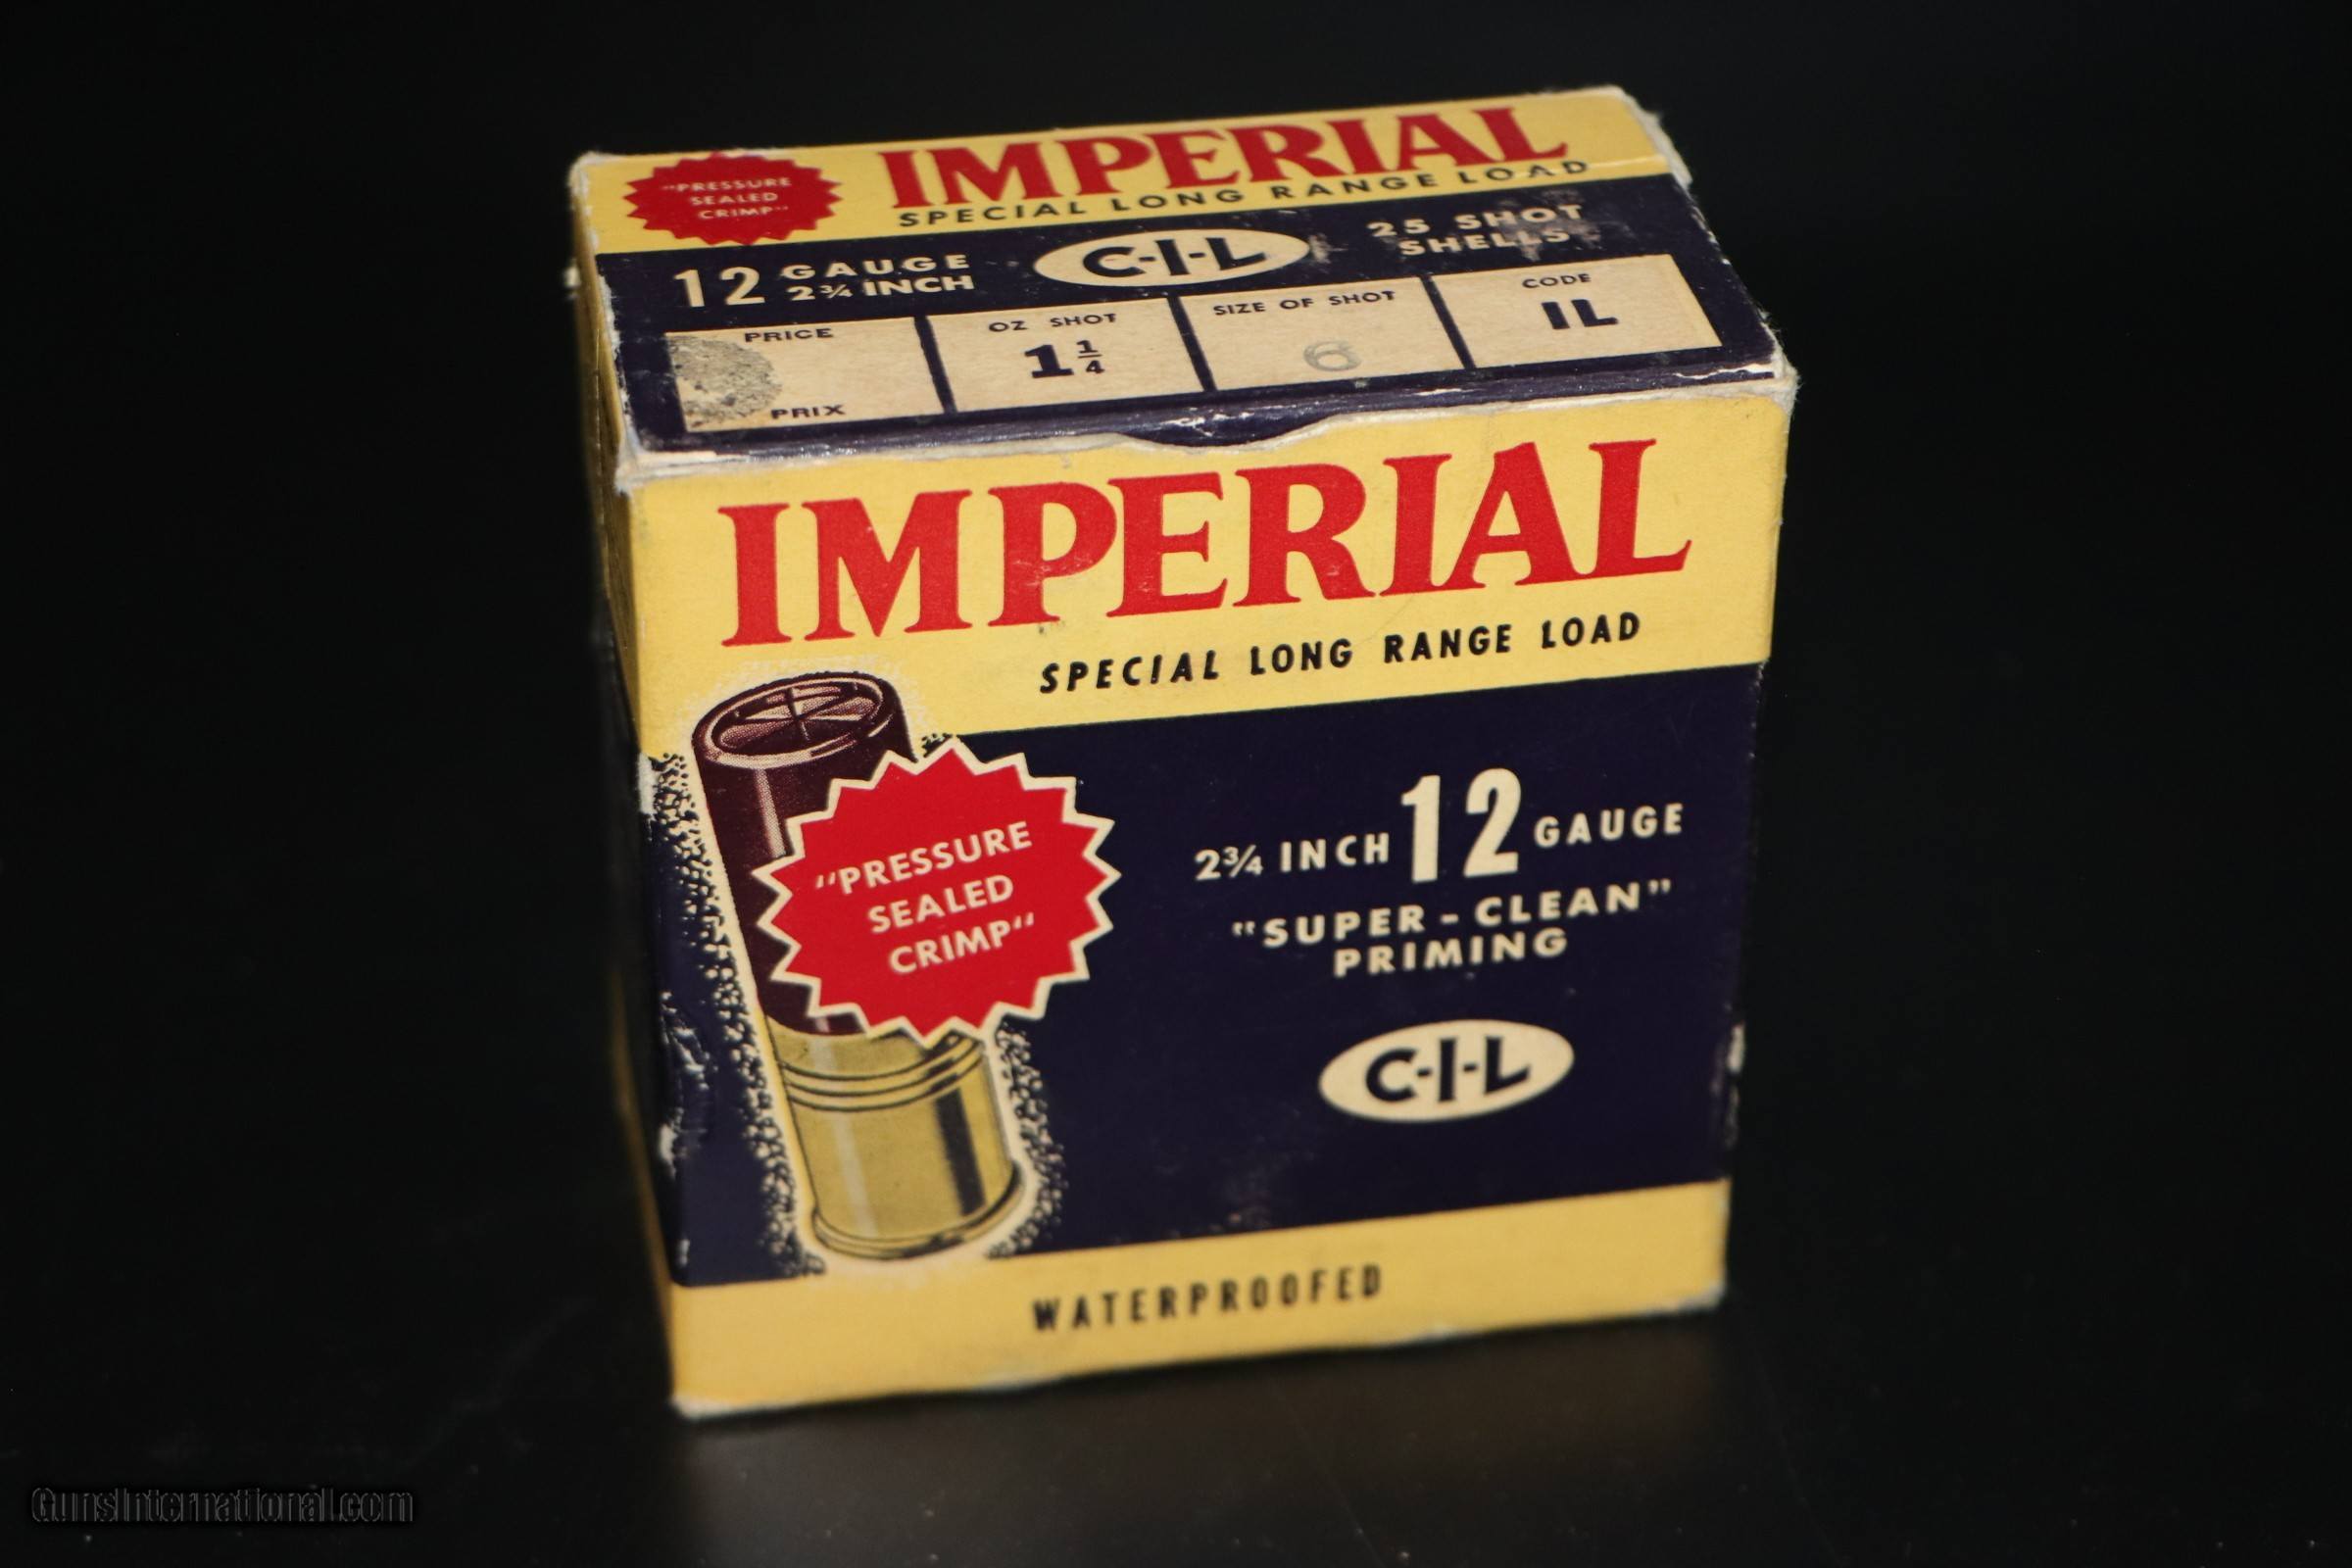 "PRESSURE
SEALED
CRIMP"
IMPERIAL
SPECIAL LONG RANGE LOAD
12 GAUGE
2¾ INCH
C-I-L
25 SHOT
SHELLS
PRICE
PRIX
OZ SHOT
1¼
SIZE OF SHOT
6
CODE
IL
IMPERIAL
SPECIAL LONG RANGE LOAD
"PRESSURE
SEALED
CRIMP"
2¾ INCH 12 GAUGE
"SUPER-CLEAN"
PRIMING
C-I-L
WATERPROOFED
GunsInternational.com